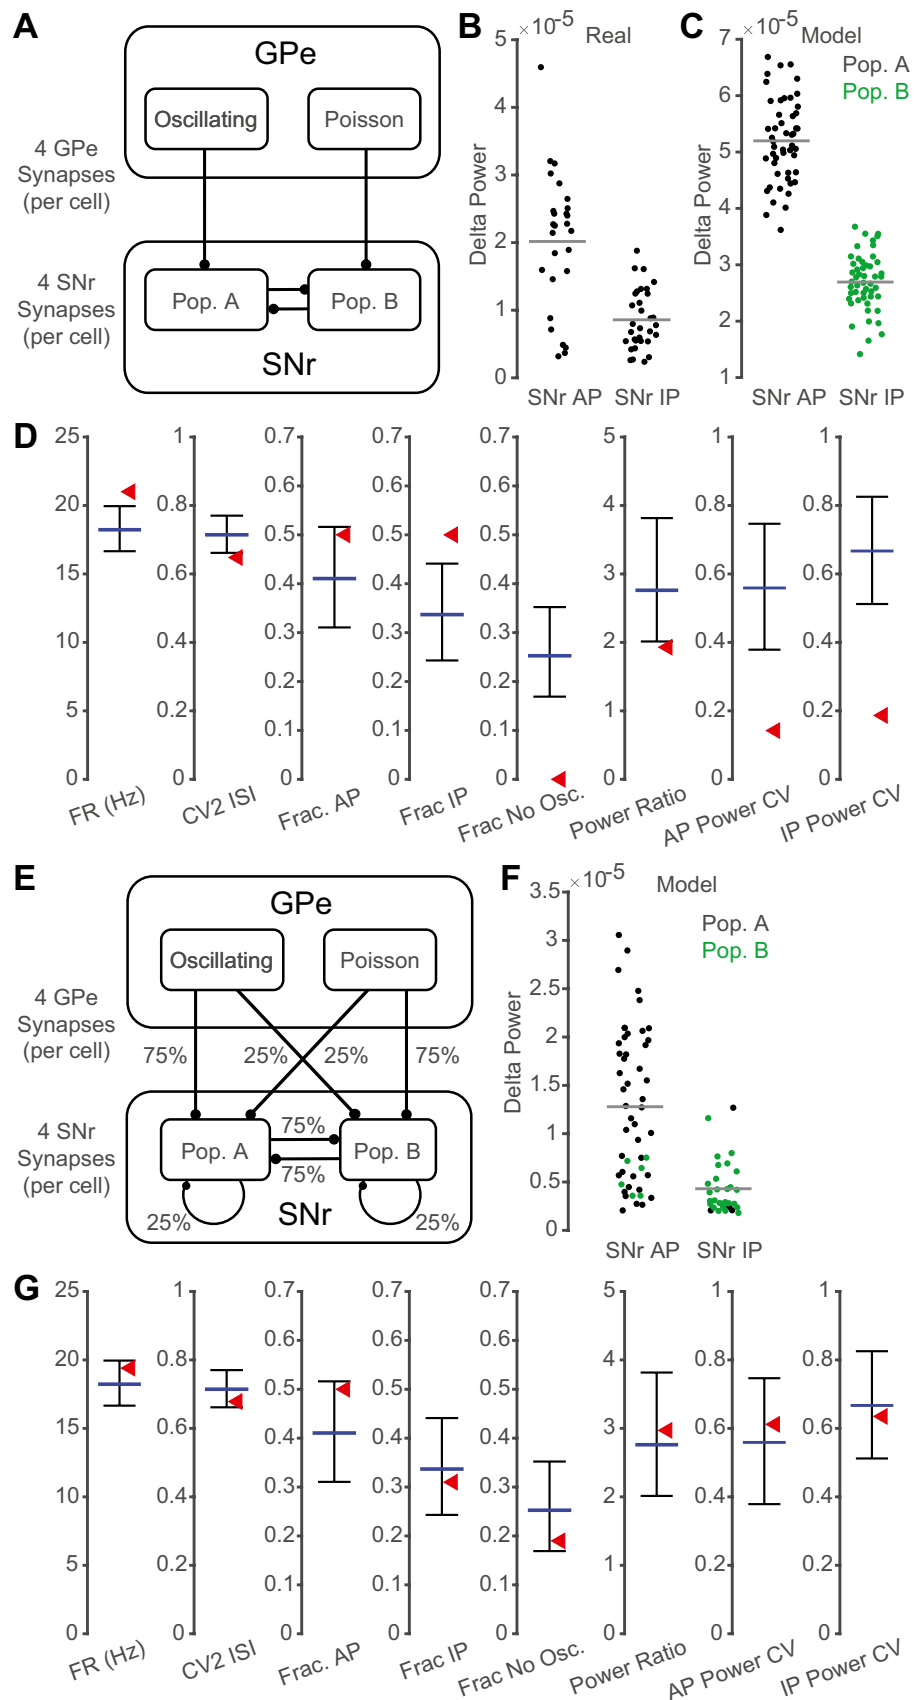 A
GPe
Oscillating
Poisson
4 GPe
Synapses
(per cell)
4 SNr
Synapses
(per cell)
Pop. A
Pop. B
SNr
B
×10-5
Real
Delta Power
5
4
3
2
1
0
SNr AP
SNr IP
C
×10-5
Model
Pop. A
Pop. B
Delta Power
7
6
5
4
3
2
1
SNr AP
SNr IP
D
25
20
15
10
5
0
FR (Hz)
1
0.8
0.6
0.4
0.2
0
CV2 ISI
0.7
0.6
0.5
0.4
0.3
0.2
0.1
0
Frac. AP
0.7
0.6
0.5
0.4
0.3
0.2
0.1
0
Frac IP
0.7
0.6
0.5
0.4
0.3
0.2
0.1
0
Frac No Osc.
5
4
3
2
1
0
Power Ratio
1
0.8
0.6
0.4
0.2
0
AP Power CV
1
0.8
0.6
0.4
0.2
0
IP Power CV
E
GPe
Oscillating
Poisson
4 GPe
Synapses
(per cell)
75%
25%
25%
75%
4 SNr
Synapses
(per cell)
Pop. A
75%
75%
Pop. B
25%
SNr
25%
F
×10-5
Model
Pop. A
Pop. B
Delta Power
3.5
3
2.5
2
1.5
1
0.5
0
SNr AP
SNr IP
G
25
20
15
10
5
0
FR (Hz)
1
0.8
0.6
0.4
0.2
0
CV2 ISI
0.7
0.6
0.5
0.4
0.3
0.2
0.1
0
Frac. AP
0.7
0.6
0.5
0.4
0.3
0.2
0.1
0
Frac IP
0.7
0.6
0.5
0.4
0.3
0.2
0.1
0
Frac No Osc.
5
4
3
2
1
0
Power Ratio
1
0.8
0.6
0.4
0.2
0
AP Power CV
1
0.8
0.6
0.4
0.2
0
IP Power CV